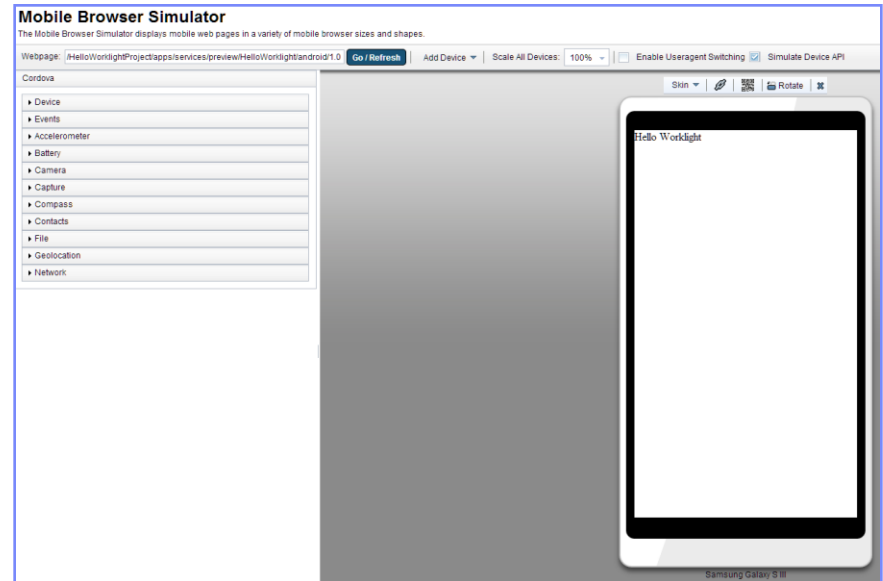 Mobile Browser Simulator
The Mobile Browser Simulator displays mobile web pages in a variety of mobile browser sizes and shapes.
Webpage: /HelloWorklightProject/apps/services/preview/HelloWorklight/android/1.0 Go / Refresh Add Device Scale All Devices: 100% Enable Useragent Switching Simulate Device API
Cordova
Skin Rotate
Device
Events
Accelerometer
Battery
Camera
Capture
Compass
Contacts
File
Geolocation
Network
Hello Worklight
Samsung Galaxy S III